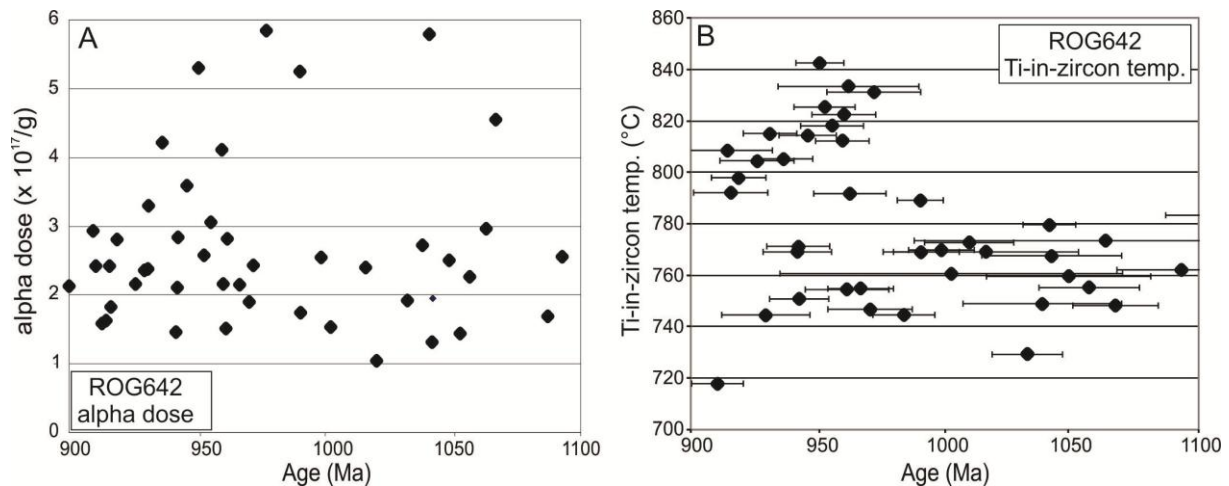 A
6
5
4
3
2
1
0
alpha dose (x 10¹⁷/g)
ROG642
alpha dose
900
950
1000
1050
1100
Age (Ma)
B
860
840
820
800
780
760
740
720
700
Ti-in-zircon temp. (°C)
ROG642
Ti-in-zircon temp.
900
950
1000
1050
1100
Age (Ma)